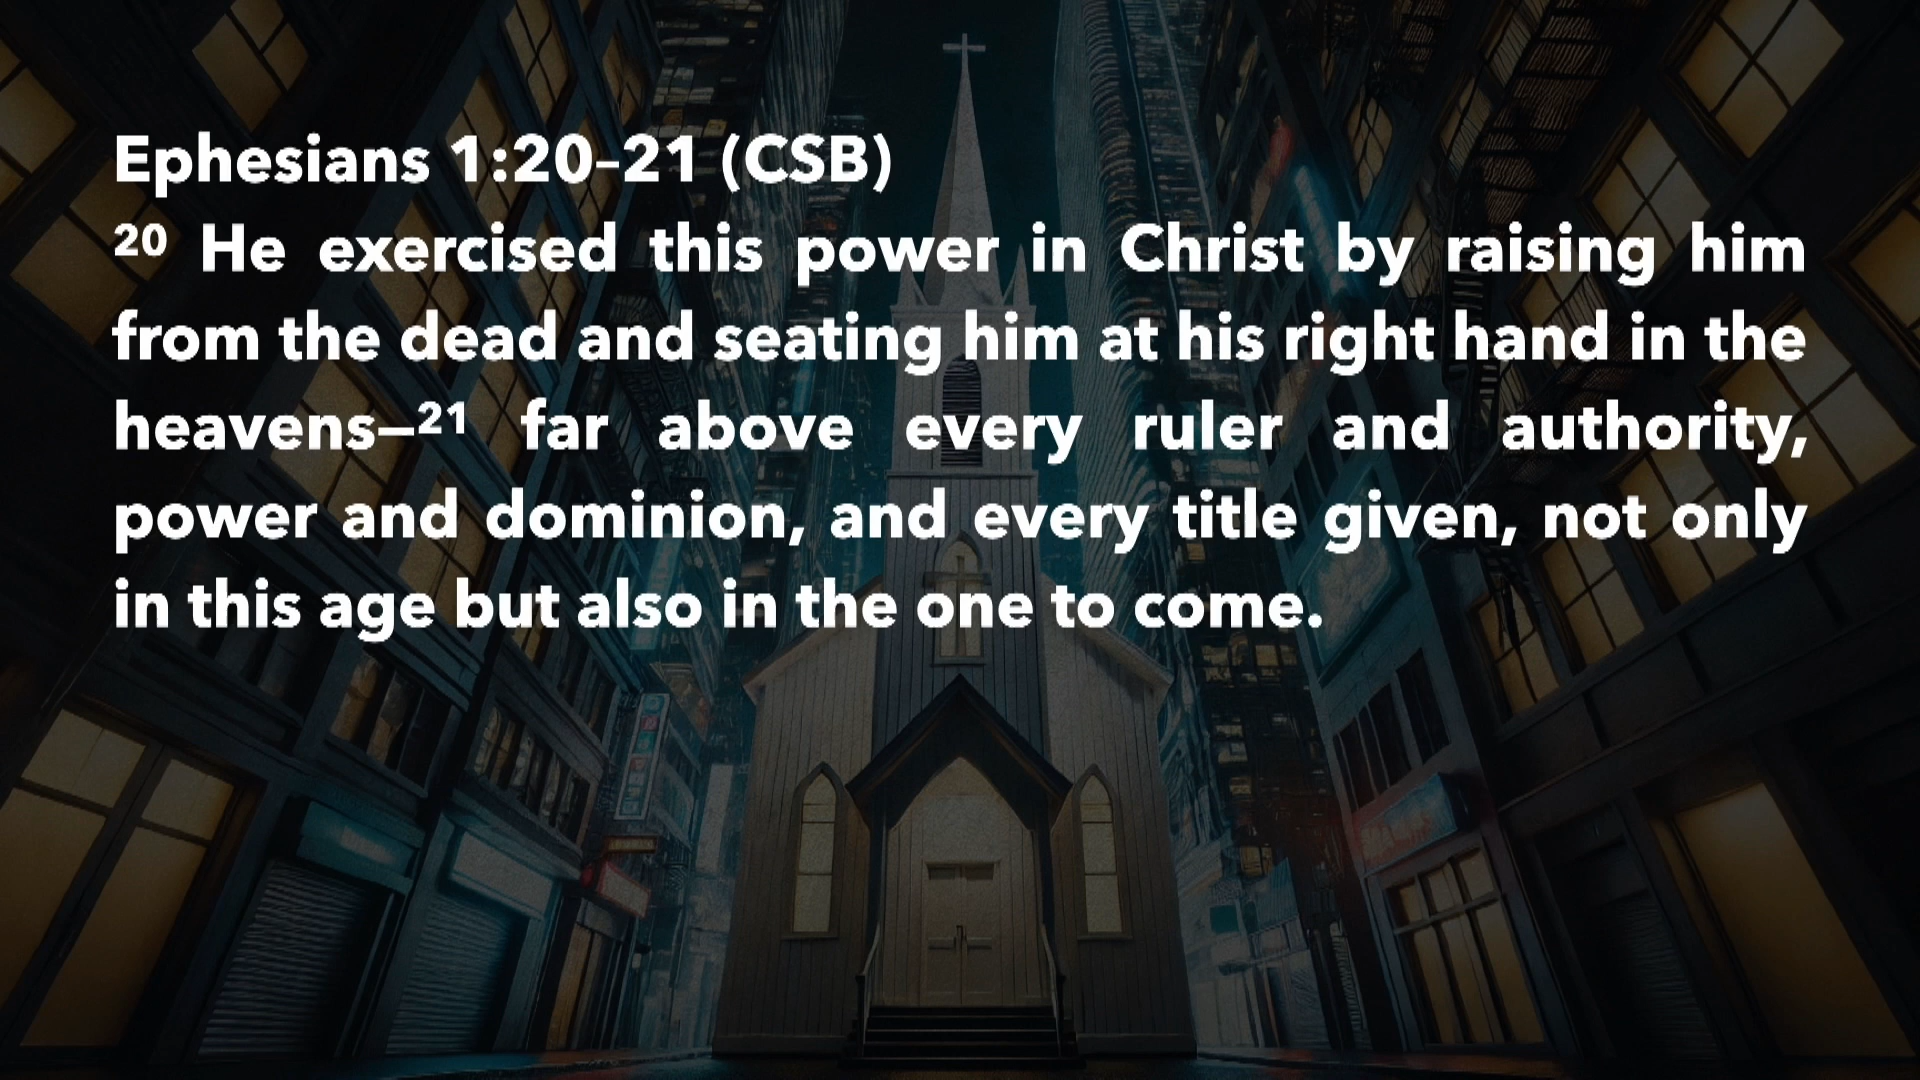 Ephesians 1:20–21 (CSB)
²⁰ He exercised this power in Christ by raising him
from the dead and seating him at his right hand in the
heavens—²¹ far above every ruler and authority,
power and dominion, and every title given, not only
in this age but also in the one to come.